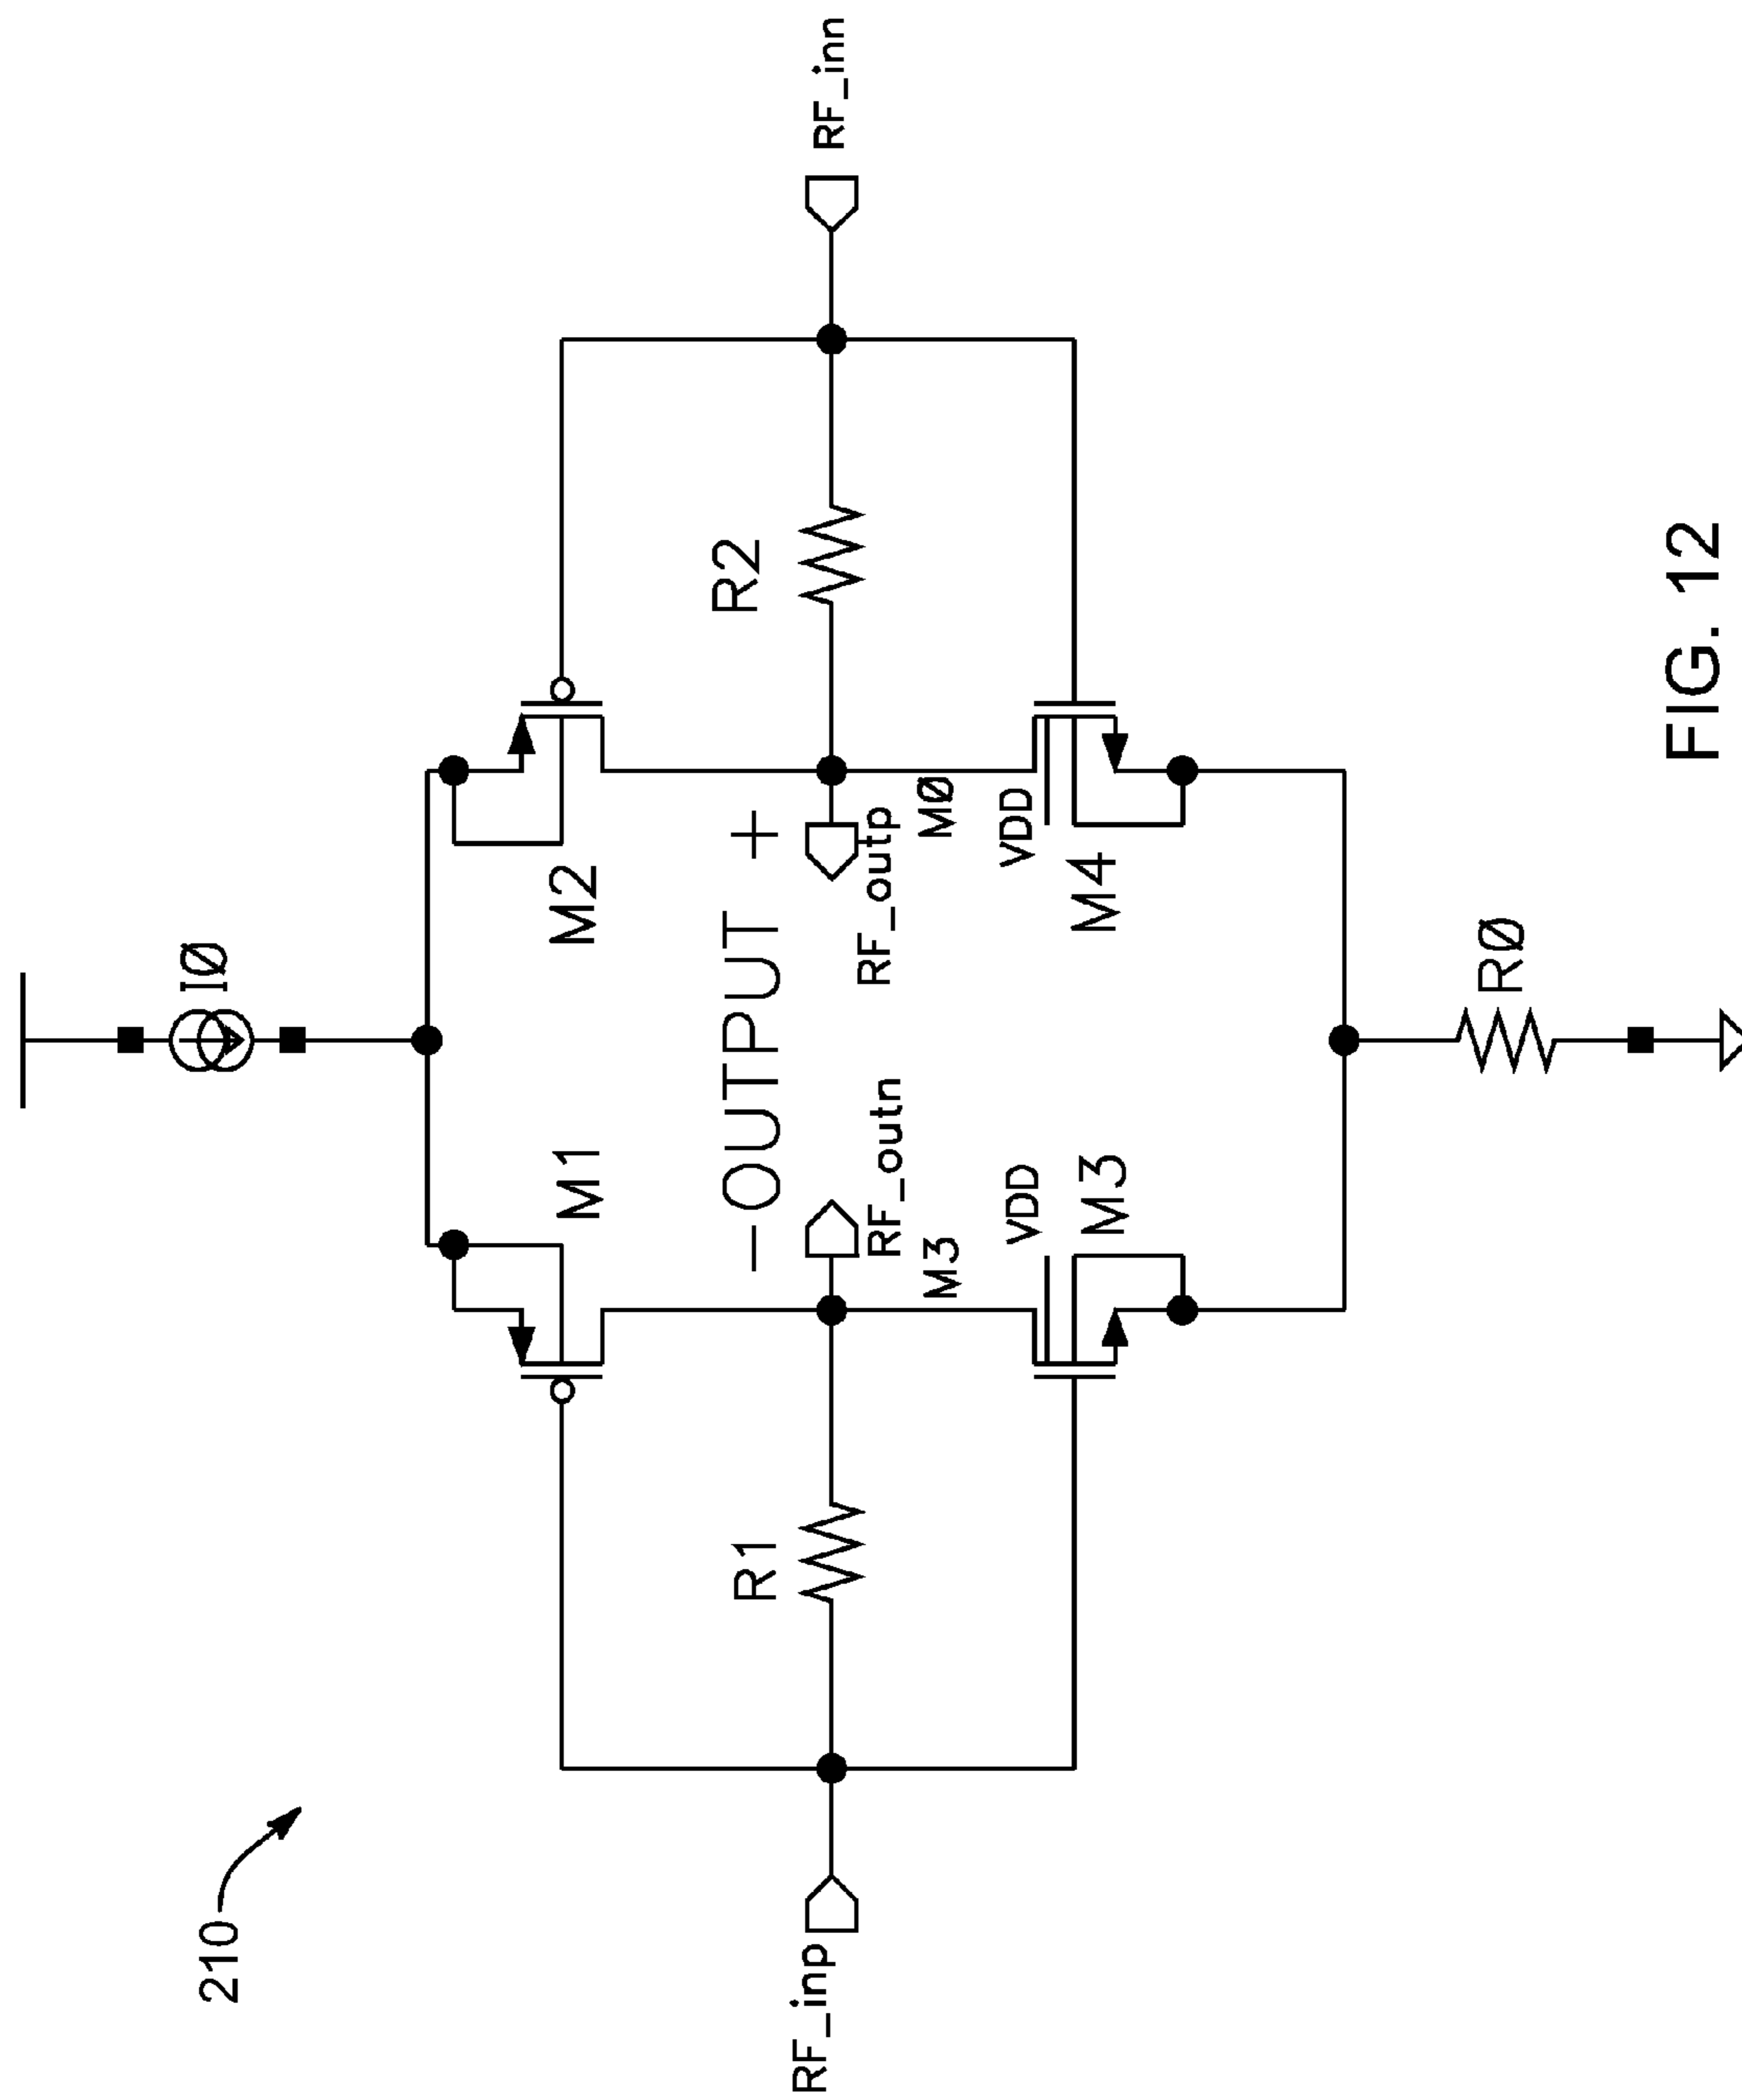 210
IØ
M1
M2
R1
R2
−OUTPUT +
RF_inp
RF_inn
RF_outn
RF_outp
M3
MØ
VDD
VDD
M3
M4
RØ
FIG. 12